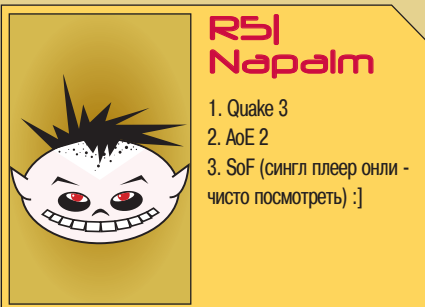 R5|
Napalm
1. Quake 3
2. AoE 2
3. SoF (сингл плеер онли -
чисто посмотреть) :]